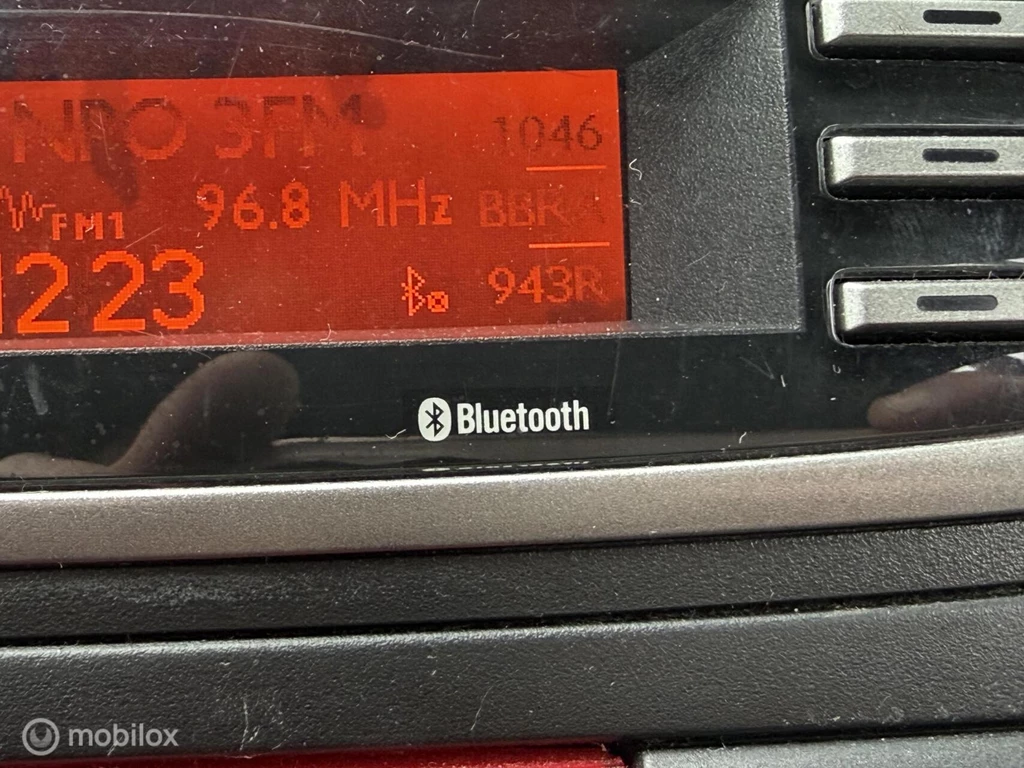 NPO 3FM 1046
FM1 96.8 MHz BBRA
1223 943R
Bluetooth
mobilox